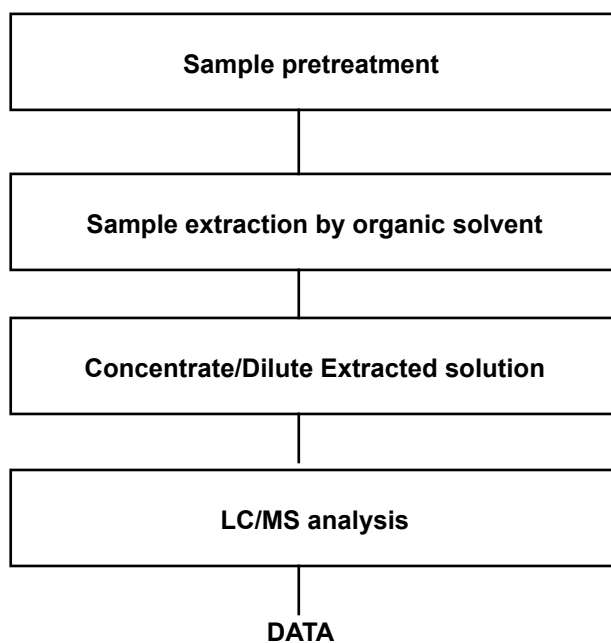 Sample pretreatment
Sample extraction by organic solvent
Concentrate/Dilute Extracted solution
LC/MS analysis
DATA